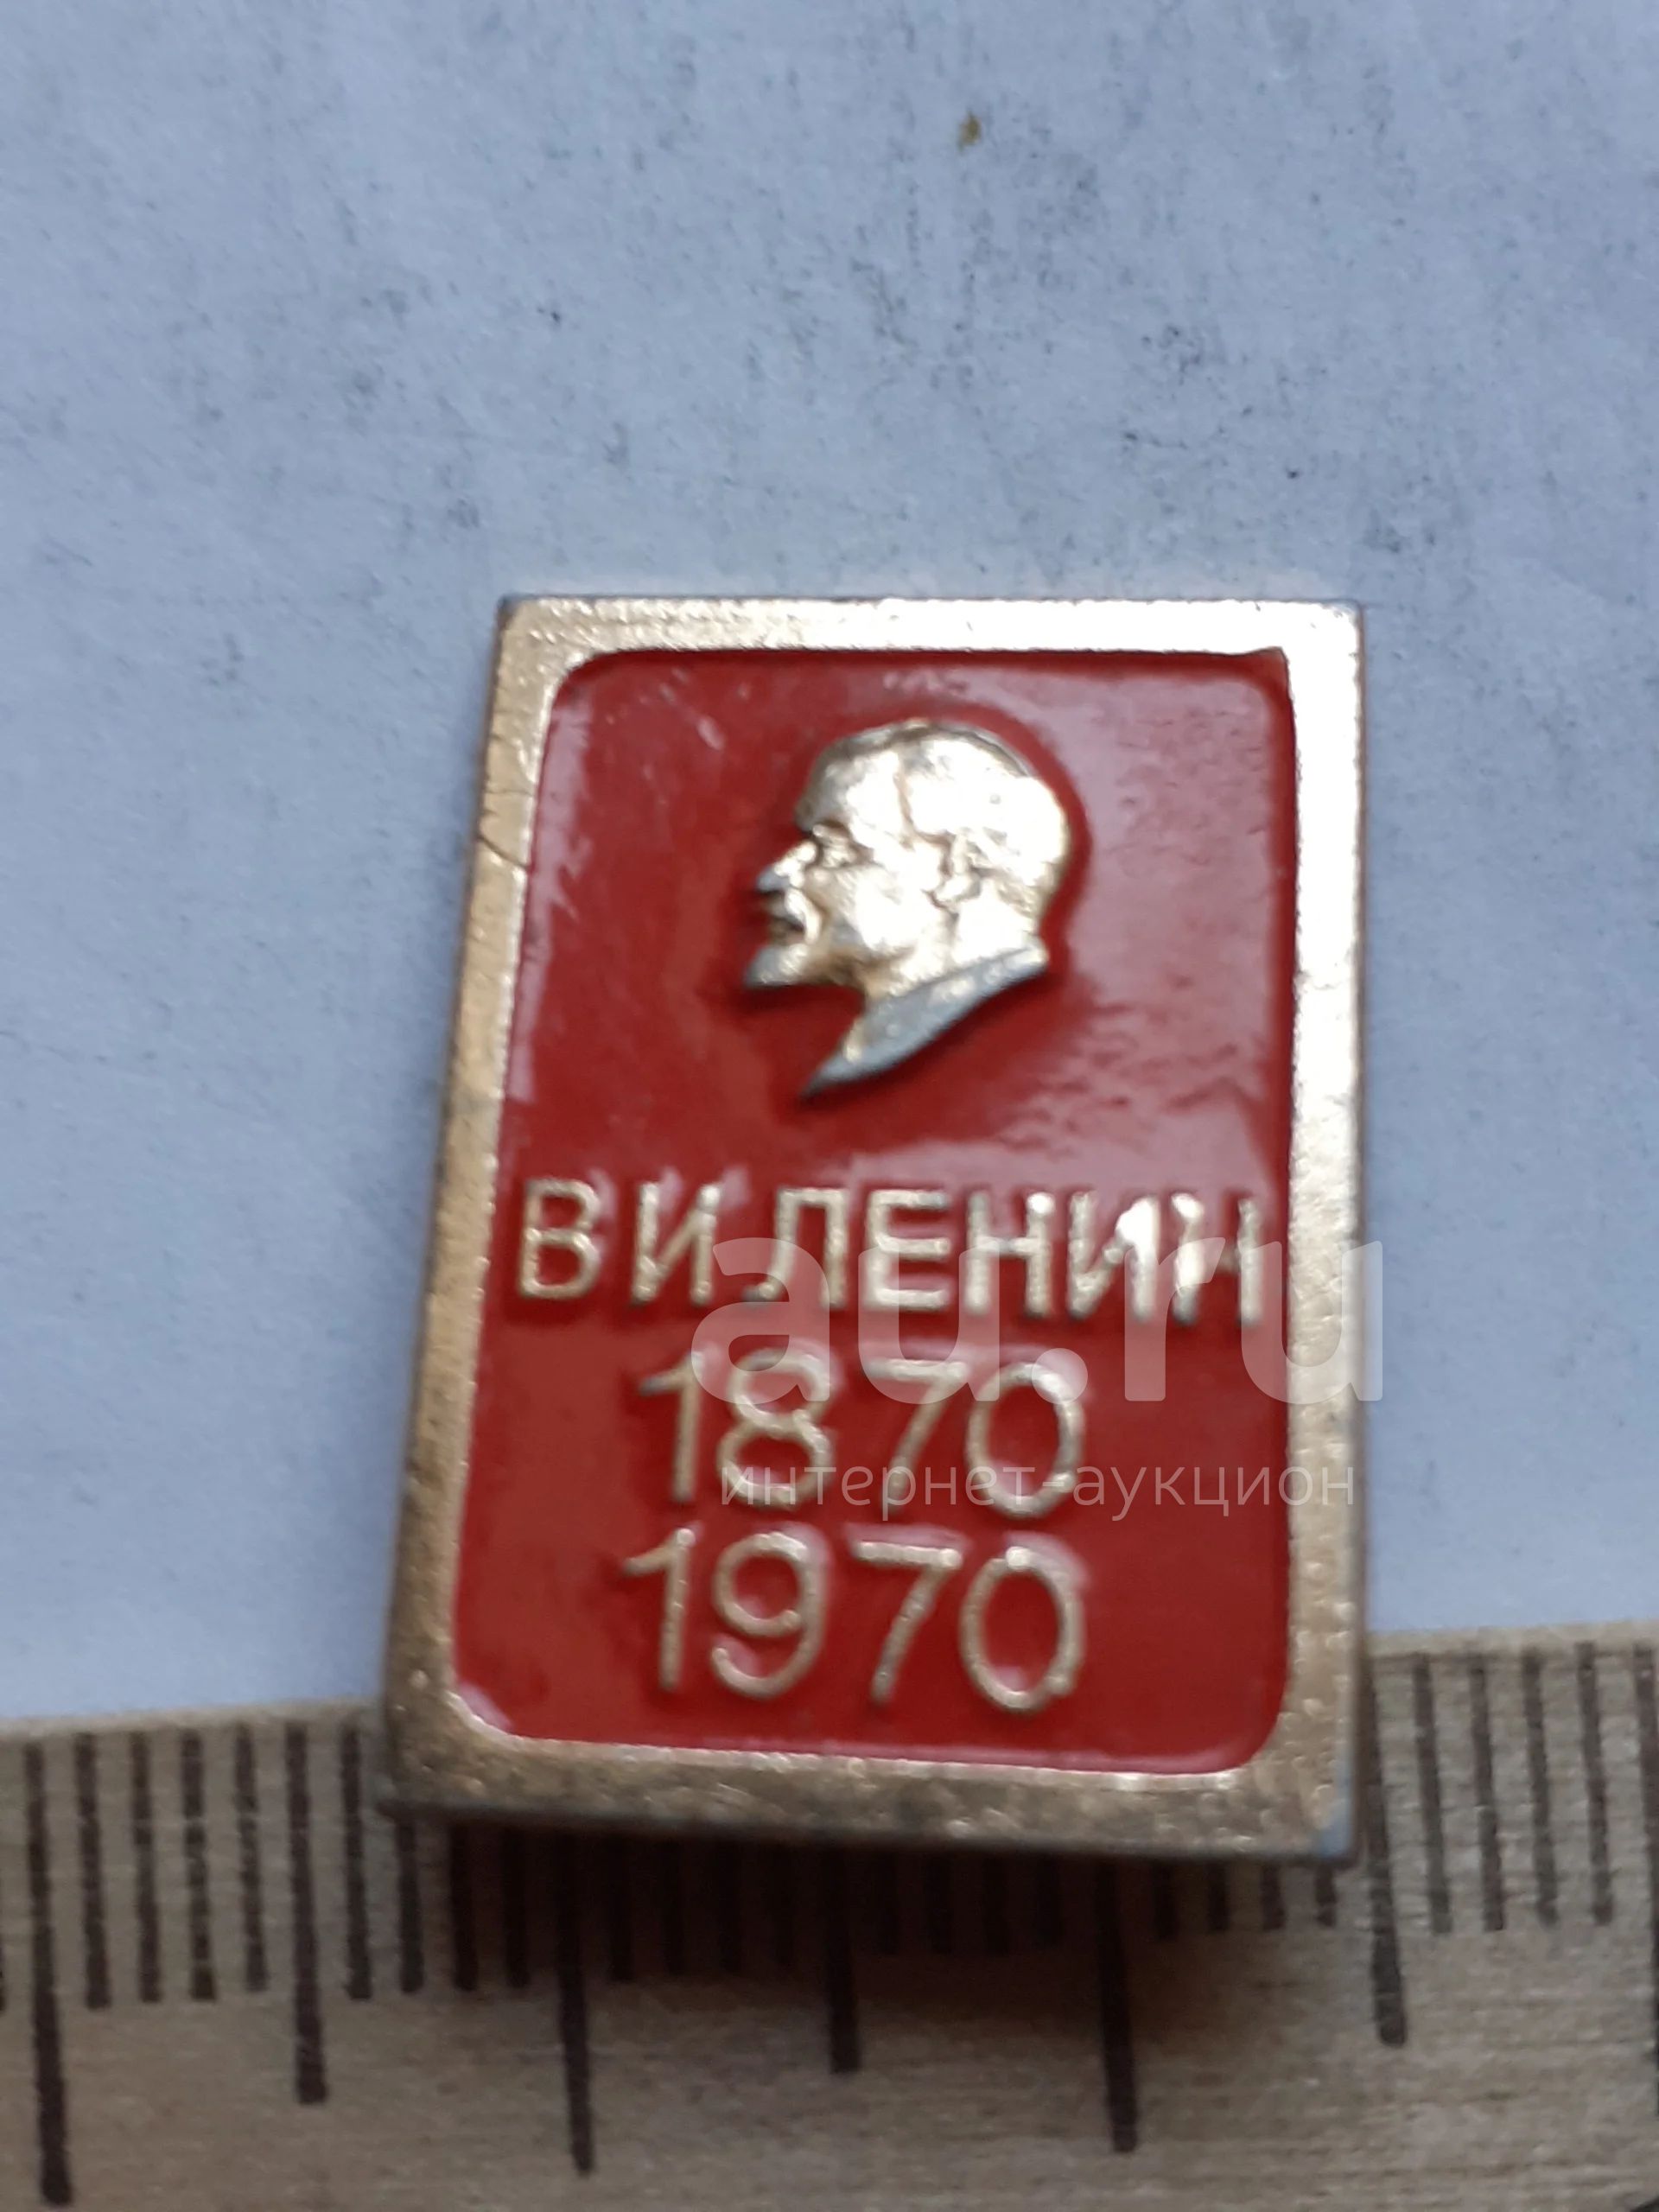 В И ЛЕНИН
au.ru
1870
интернет-аукцион
1970